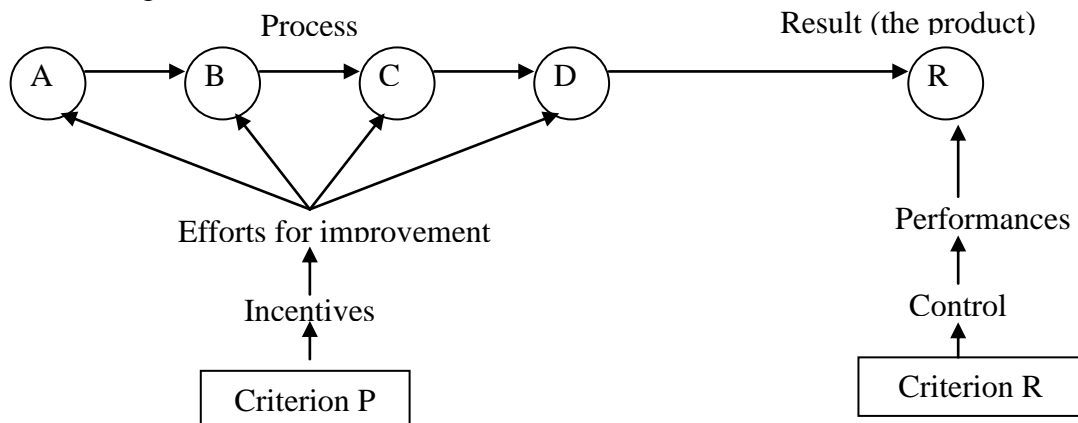 Process
Result (the product)
A
B
C
D
R
Efforts for improvement
Performances
Incentives
Control
Criterion P
Criterion R